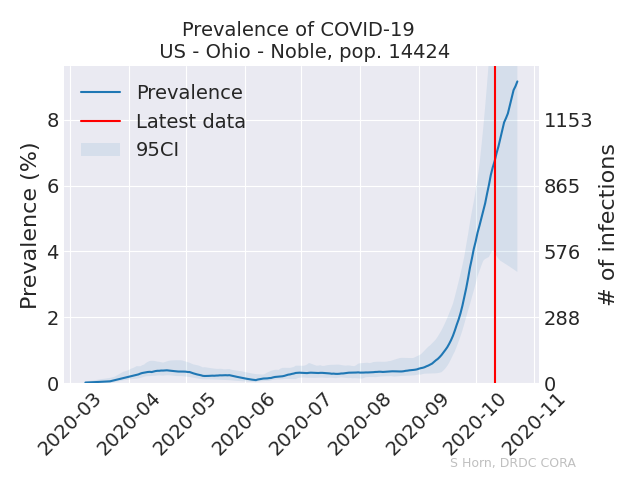 Prevalence of COVID-19
US - Ohio - Noble, pop. 14424
Prevalence
Latest data
95CI
Prevalence (%)
8
6
4
2
0
1153
865
576
288
0
# of infections
2020-03
2020-04
2020-05
2020-06
2020-07
2020-08
2020-09
2020-10
2020-11
S Horn, DRDC CORA